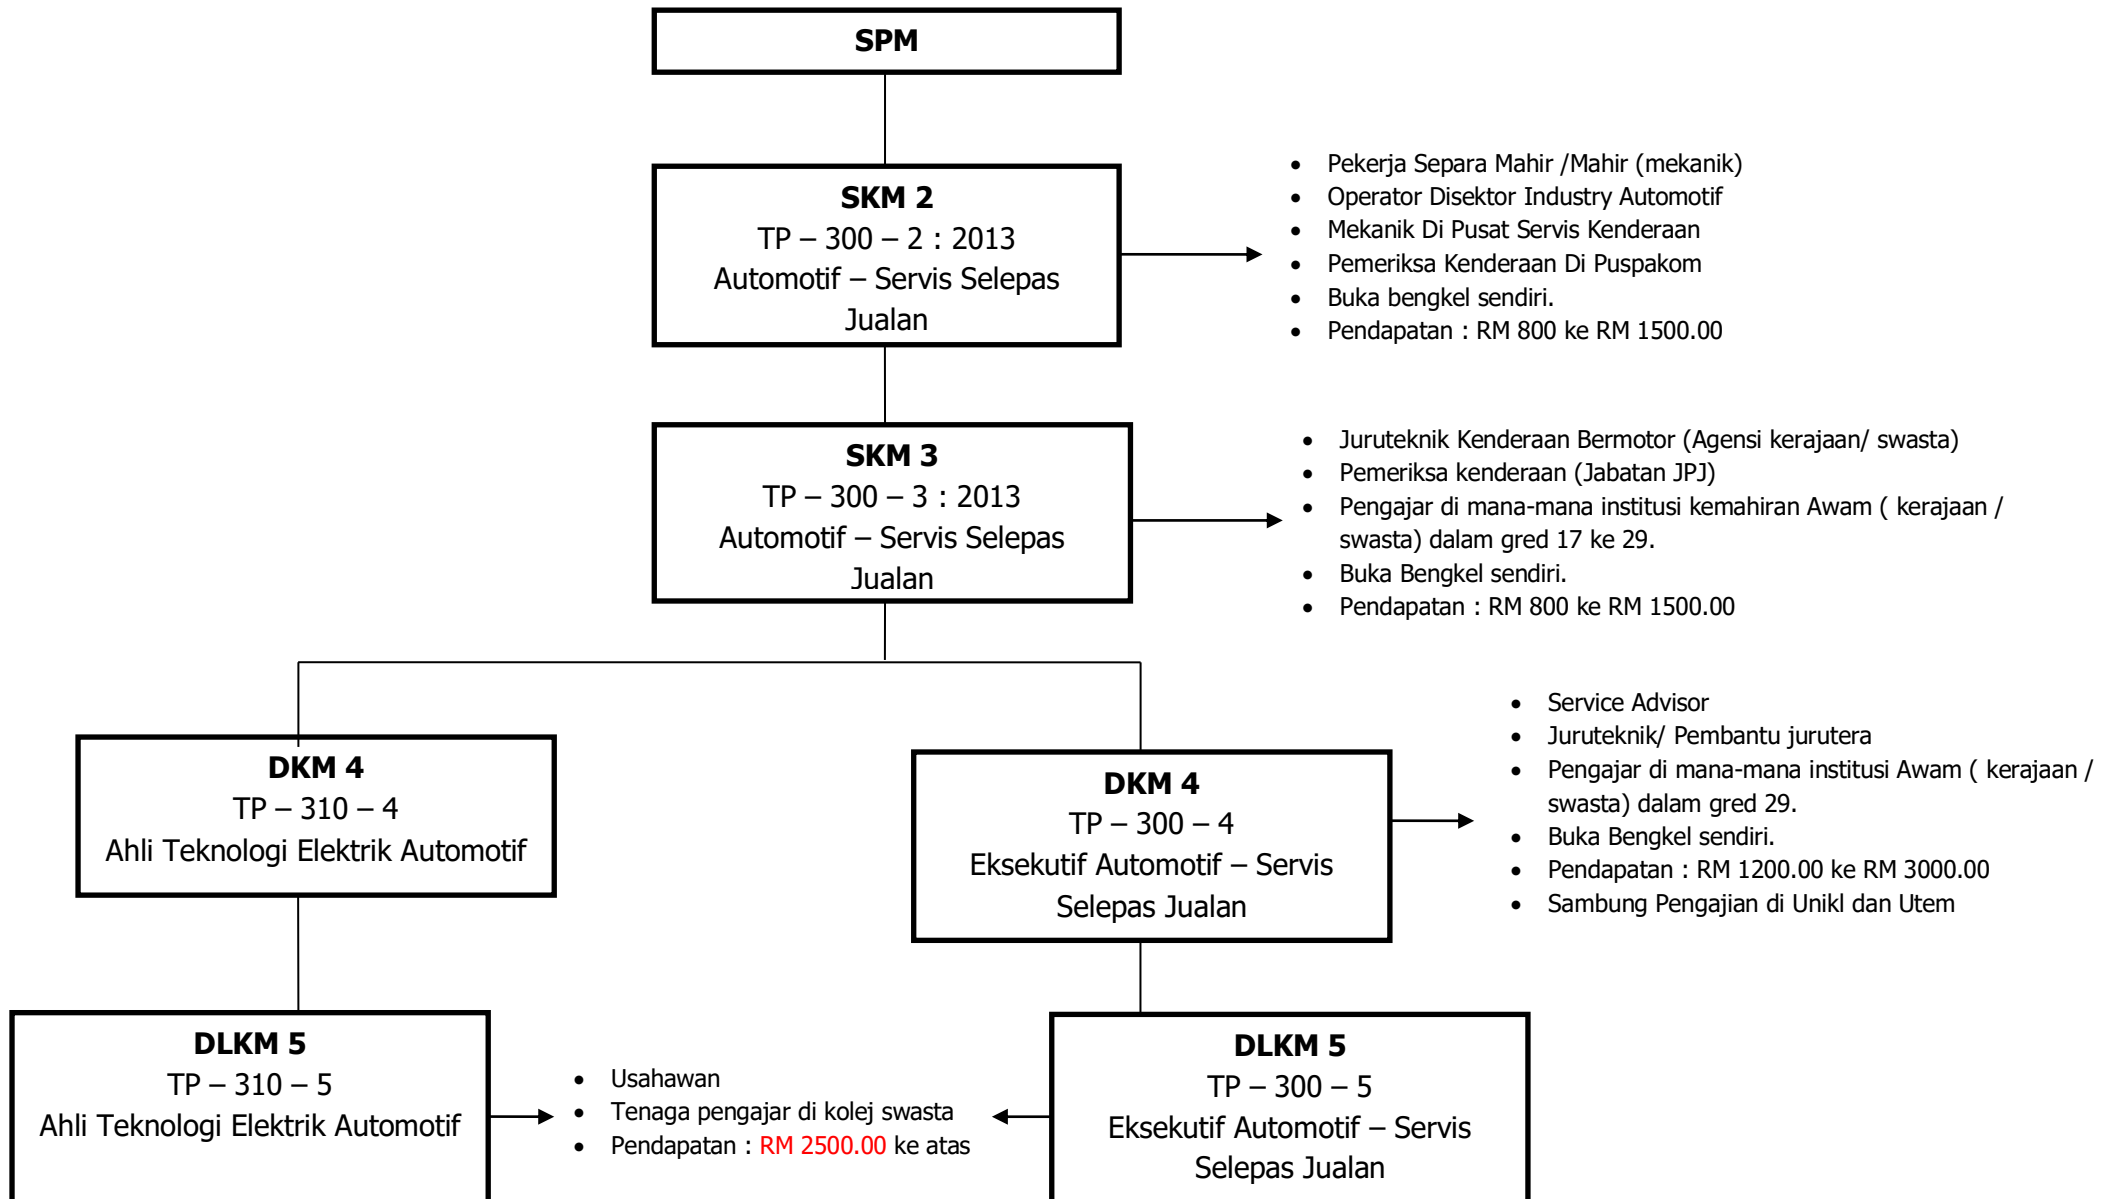 SPM
SKM 2
TP – 300 – 2 : 2013
Automotif – Servis Selepas
Jualan
• Pekerja Separa Mahir /Mahir (mekanik)
• Operator Disektor Industry Automotif
• Mekanik Di Pusat Servis Kenderaan
• Pemeriksa Kenderaan Di Puspakom
• Buka bengkel sendiri.
• Pendapatan : RM 800 ke RM 1500.00
SKM 3
TP – 300 – 3 : 2013
Automotif – Servis Selepas
Jualan
• Juruteknik Kenderaan Bermotor (Agensi kerajaan/ swasta)
• Pemeriksa kenderaan (Jabatan JPJ)
• Pengajar di mana-mana institusi kemahiran Awam ( kerajaan /
swasta) dalam gred 17 ke 29.
• Buka Bengkel sendiri.
• Pendapatan : RM 800 ke RM 1500.00
DKM 4
TP – 310 – 4
Ahli Teknologi Elektrik Automotif
DKM 4
TP – 300 – 4
Eksekutif Automotif – Servis
Selepas Jualan
• Service Advisor
• Juruteknik/ Pembantu jurutera
• Pengajar di mana-mana institusi Awam ( kerajaan /
swasta) dalam gred 29.
• Buka Bengkel sendiri.
• Pendapatan : RM 1200.00 ke RM 3000.00
• Sambung Pengajian di Unikl dan Utem
DLKM 5
TP – 310 – 5
Ahli Teknologi Elektrik Automotif
• Usahawan
• Tenaga pengajar di kolej swasta
• Pendapatan : RM 2500.00 ke atas
DLKM 5
TP – 300 – 5
Eksekutif Automotif – Servis
Selepas Jualan